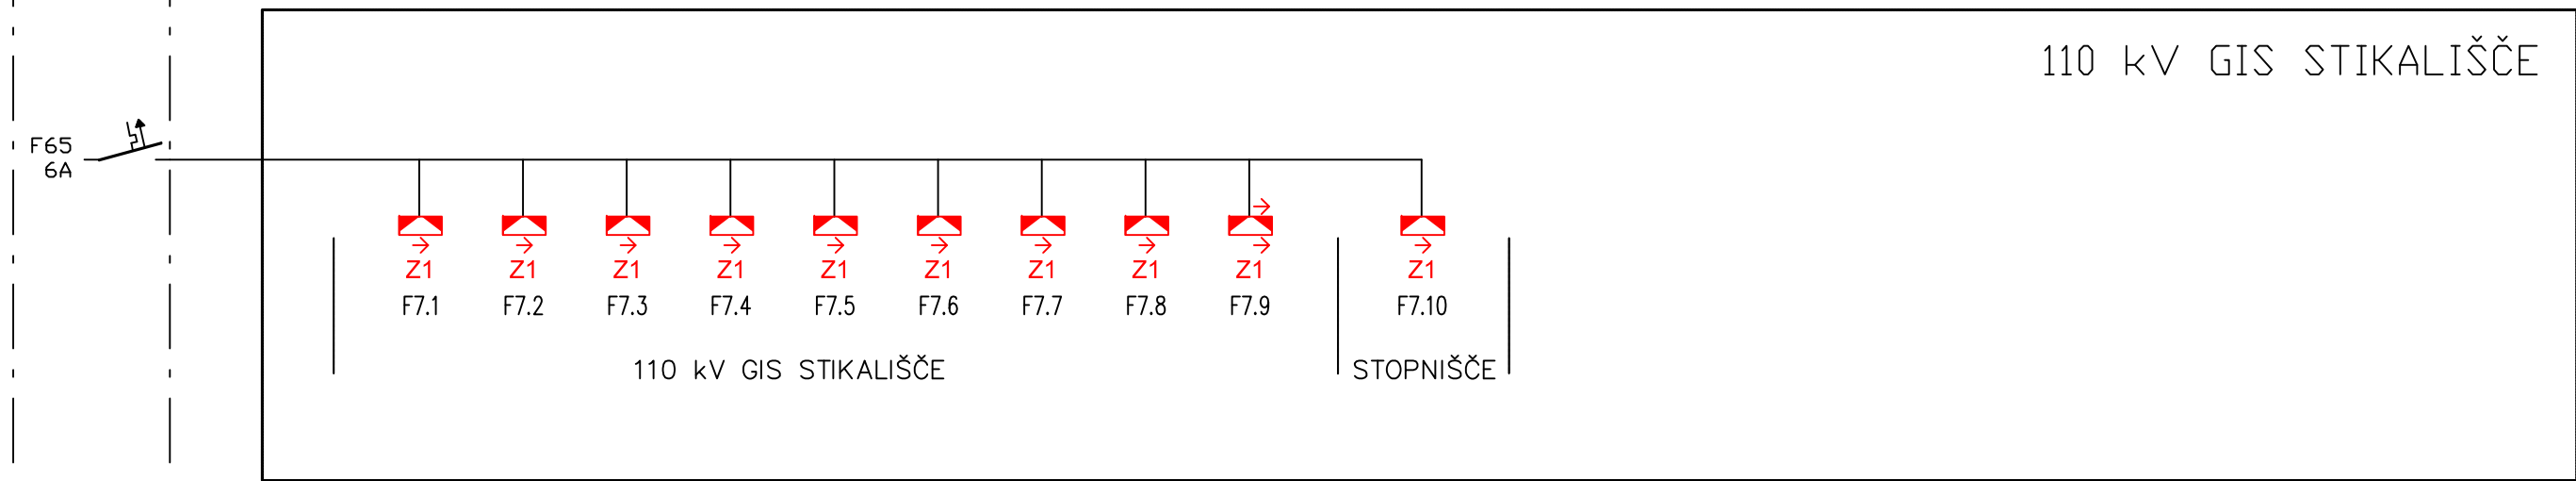 110 kV GIS STIKALIŠČE
F65
6A
Z1 Z1 Z1 Z1 Z1 Z1 Z1 Z1 Z1 Z1
F7.1 F7.2 F7.3 F7.4 F7.5 F7.6 F7.7 F7.8 F7.9 F7.10
110 kV GIS STIKALIŠČE STOPNIŠČE